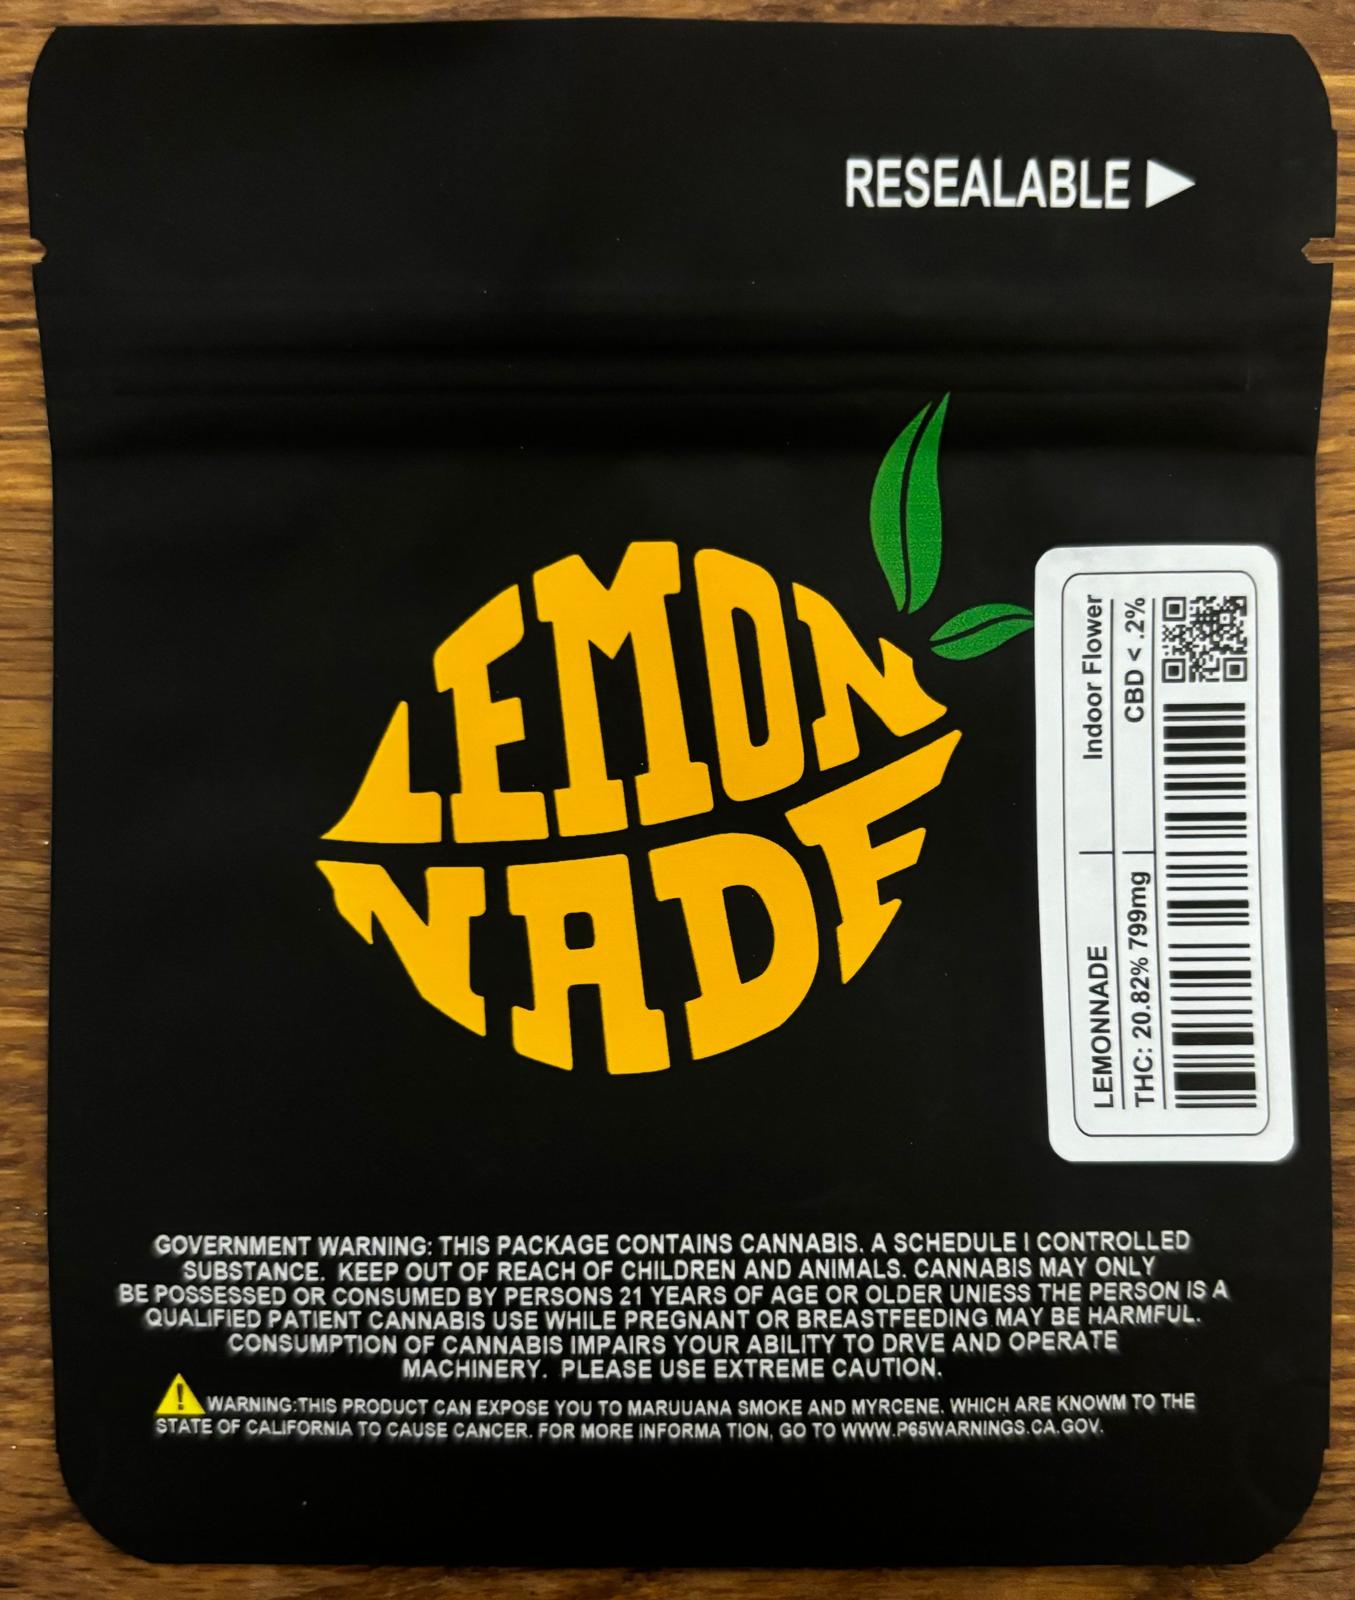 RESEALABLE
LEMON
NADE
LEMONNADE Indoor Flower
THC: 20.82% 799mg CBD < .2%
GOVERNMENT WARNING: THIS PACKAGE CONTAINS CANNABIS. A SCHEDULE I CONTROLLED
SUBSTANCE. KEEP OUT OF REACH OF CHILDREN AND ANIMALS. CANNABIS MAY ONLY
BE POSSESSED OR CONSUMED BY PERSONS 21 YEARS OF AGE OR OLDER UNIESS THE PERSON IS A
QUALIFIED PATIENT CANNABIS USE WHILE PREGNANT OR BREASTFEEDING MAY BE HARMFUL.
CONSUMPTION OF CANNABIS IMPAIRS YOUR ABILITY TO DRVE AND OPERATE
MACHINERY. PLEASE USE EXTREME CAUTION.
WARNING:THIS PRODUCT CAN EXPOSE YOU TO MARUUANA SMOKE AND MYRCENE. WHICH ARE KNOWM TO THE
STATE OF CALIFORNIA TO CAUSE CANCER. FOR MORE INFORMA TION, GO TO WWW.P65WARNINGS.CA.GOV.